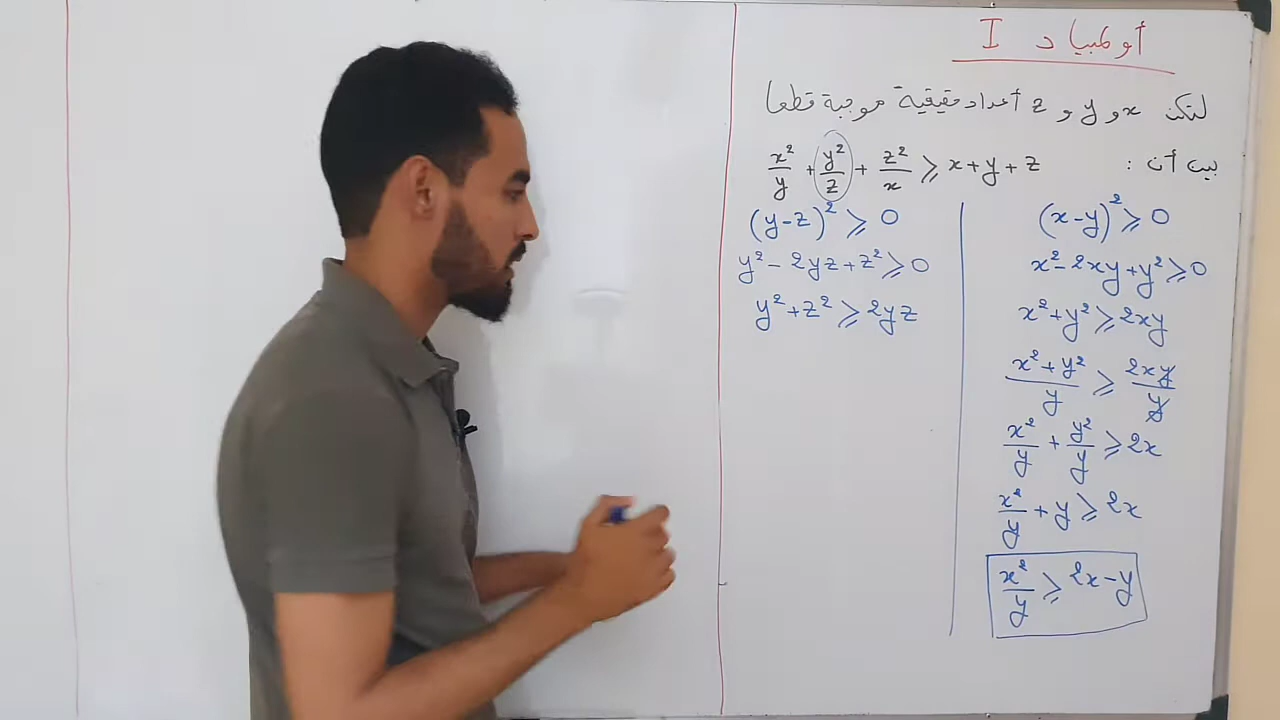 أولمبياد I
لتكن x و y و z أعداد حقيقية موجبة قطعا
بين أن : x²/y + y²/z + z²/x ⩾ x + y + z
(x-y)² ⩾ 0
x² - 2xy + y² ⩾ 0
x² + y² ⩾ 2xy
(x² + y²)/y ⩾ 2xy/y
x²/y + y²/y ⩾ 2x
x²/y + y ⩾ 2x
x²/y ⩾ 2x - y
(y-z)² ⩾ 0
y² - 2yz + z² ⩾ 0
y² + z² ⩾ 2yz